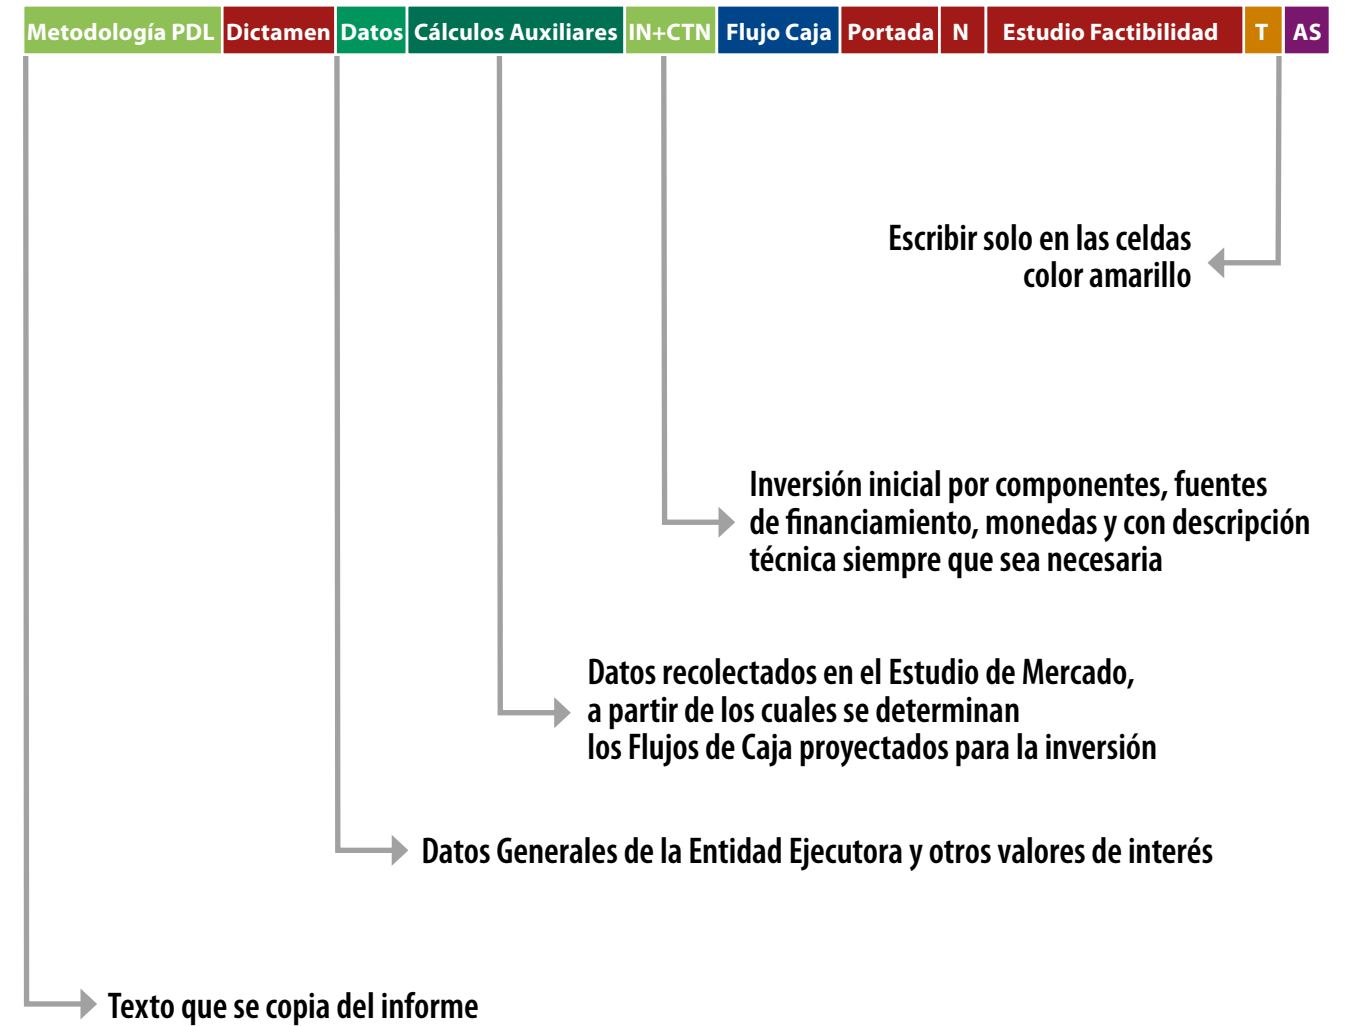 Metodología PDL Dictamen Datos Cálculos Auxiliares IN+CTN Flujo Caja Portada N Estudio Factibilidad T AS
Escribir solo en las celdas
color amarillo
Inversión inicial por componentes, fuentes
de financiamiento, monedas y con descripción
técnica siempre que sea necesaria
Datos recolectados en el Estudio de Mercado,
a partir de los cuales se determinan
los Flujos de Caja proyectados para la inversión
Datos Generales de la Entidad Ejecutora y otros valores de interés
Texto que se copia del informe